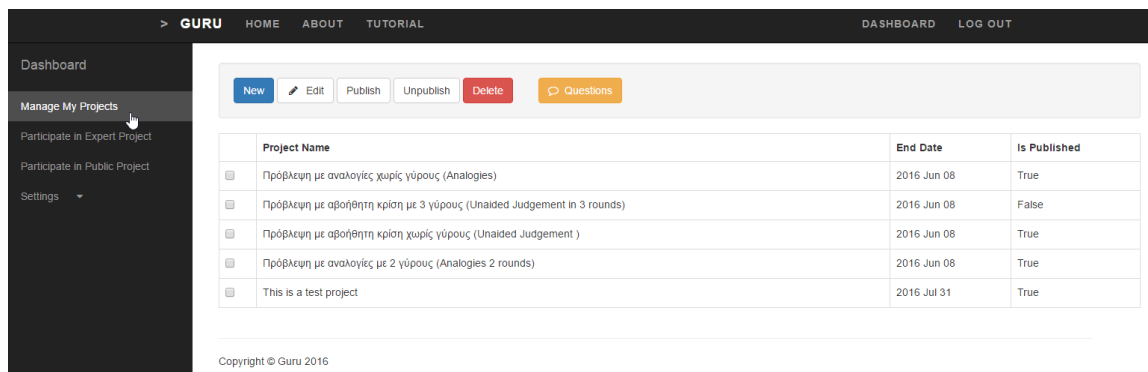 > GURU HOME ABOUT TUTORIAL DASHBOARD LOG OUT
Dashboard
Manage My Projects
Participate in Expert Project
Participate in Public Project
Settings
New Edit Publish Unpublish Delete Questions
Project Name End Date Is Published
Πρόβλεψη με αναλογίες χωρίς γύρους (Analogies) 2016 Jun 08 True
Πρόβλεψη με αβοήθητη κρίση με 3 γύρους (Unaided Judgement in 3 rounds) 2016 Jun 08 False
Πρόβλεψη με αβοήθητη κρίση χωρίς γύρους (Unaided Judgement ) 2016 Jun 08 True
Πρόβλεψη με αναλογίες με 2 γύρους (Analogies 2 rounds) 2016 Jun 08 True
This is a test project 2016 Jul 31 True
Copyright © Guru 2016